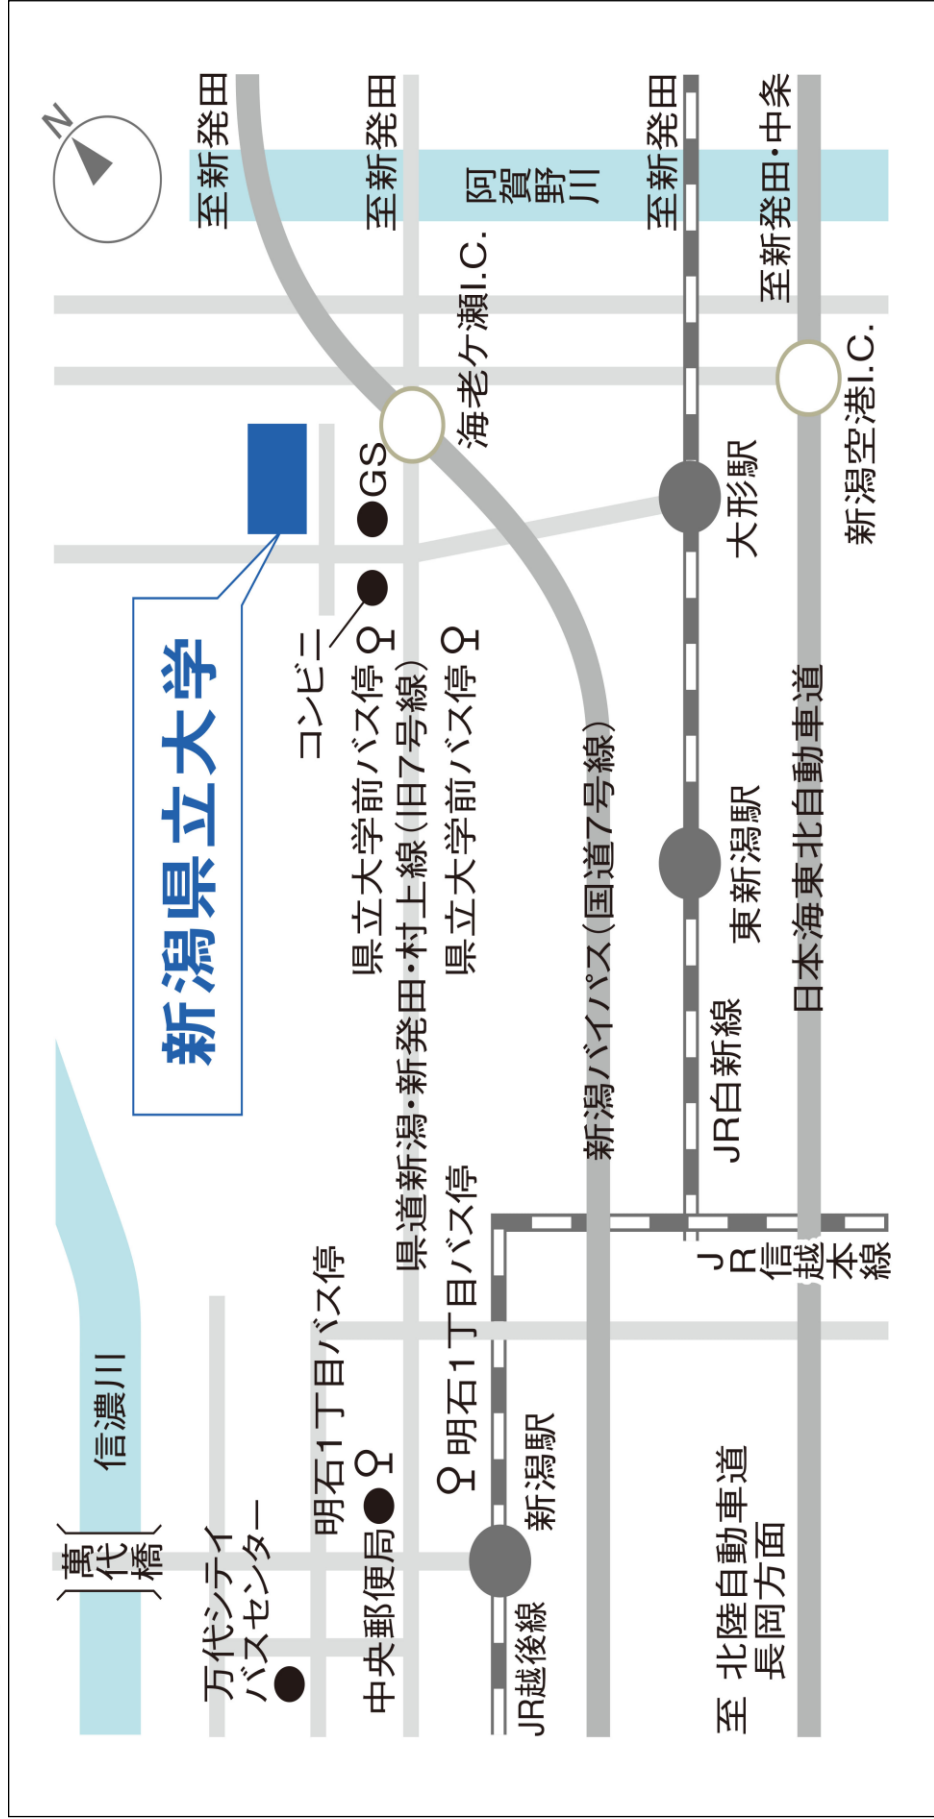 N
至新発田
至新発田
阿賀野川
至新発田
至新発田・中条
海老ケ瀬I.C.
新潟空港I.C.
GS
大形駅
新潟県立大学
コンビニ
県立大学前バス停
県道新潟・新発田・村上線(旧7号線)
県立大学前バス停
新潟バイパス(国道7号線)
東新潟駅
日本海東北自動車道
JR白新線
JR信越本線
信濃川
萬代橋
明石1丁目バス停
明石1丁目バス停
万代シテイ
バスセンター
中央郵便局
新潟駅
JR越後線
至 北陸自動車道
長岡方面